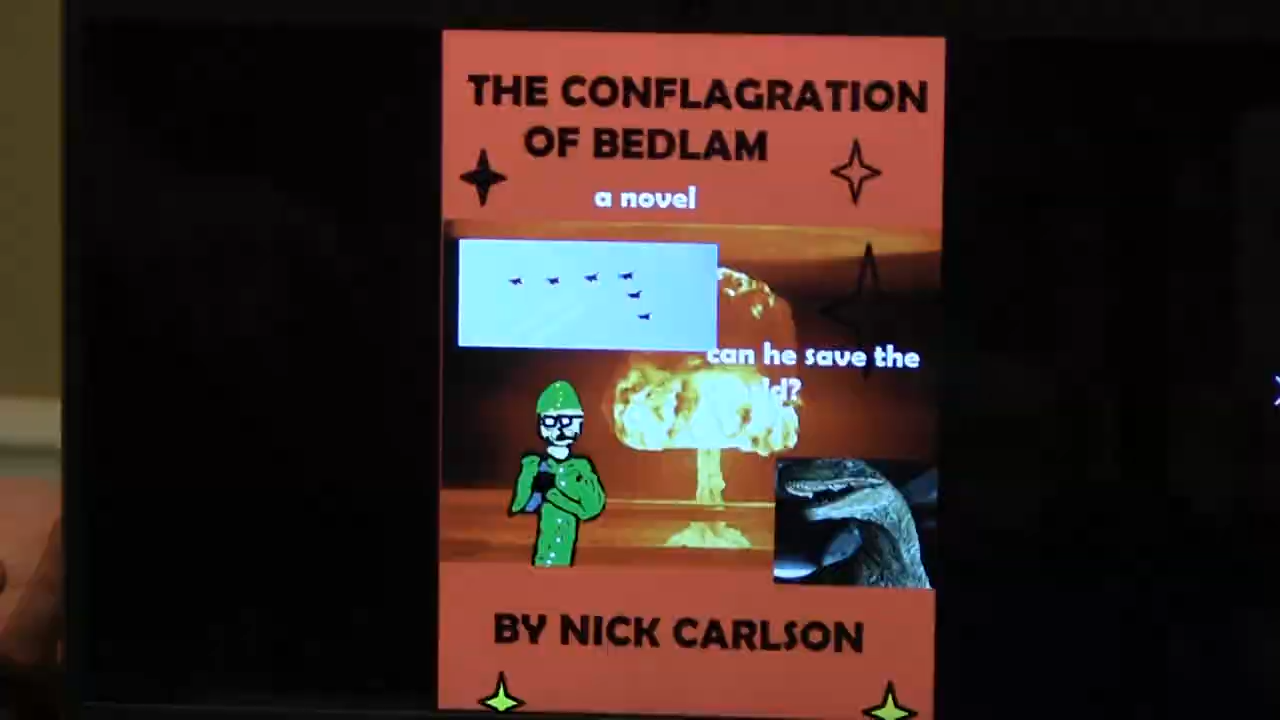 THE CONFLAGRATION
OF BEDLAM
a novel
can he save the
BY NICK CARLSON